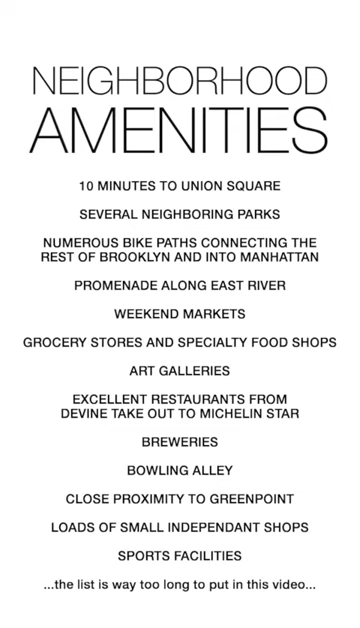 NEIGHBORHOOD
AMENITIES
10 MINUTES TO UNION SQUARE
SEVERAL NEIGHBORING PARKS
NUMEROUS BIKE PATHS CONNECTING THE
REST OF BROOKLYN AND INTO MANHATTAN
PROMENADE ALONG EAST RIVER
WEEKEND MARKETS
GROCERY STORES AND SPECIALTY FOOD SHOPS
ART GALLERIES
EXCELLENT RESTAURANTS FROM
DEVINE TAKE OUT TO MICHELIN STAR
BREWERIES
BOWLING ALLEY
CLOSE PROXIMITY TO GREENPOINT
LOADS OF SMALL INDEPENDANT SHOPS
SPORTS FACILITIES
...the list is way too long to put in this video...